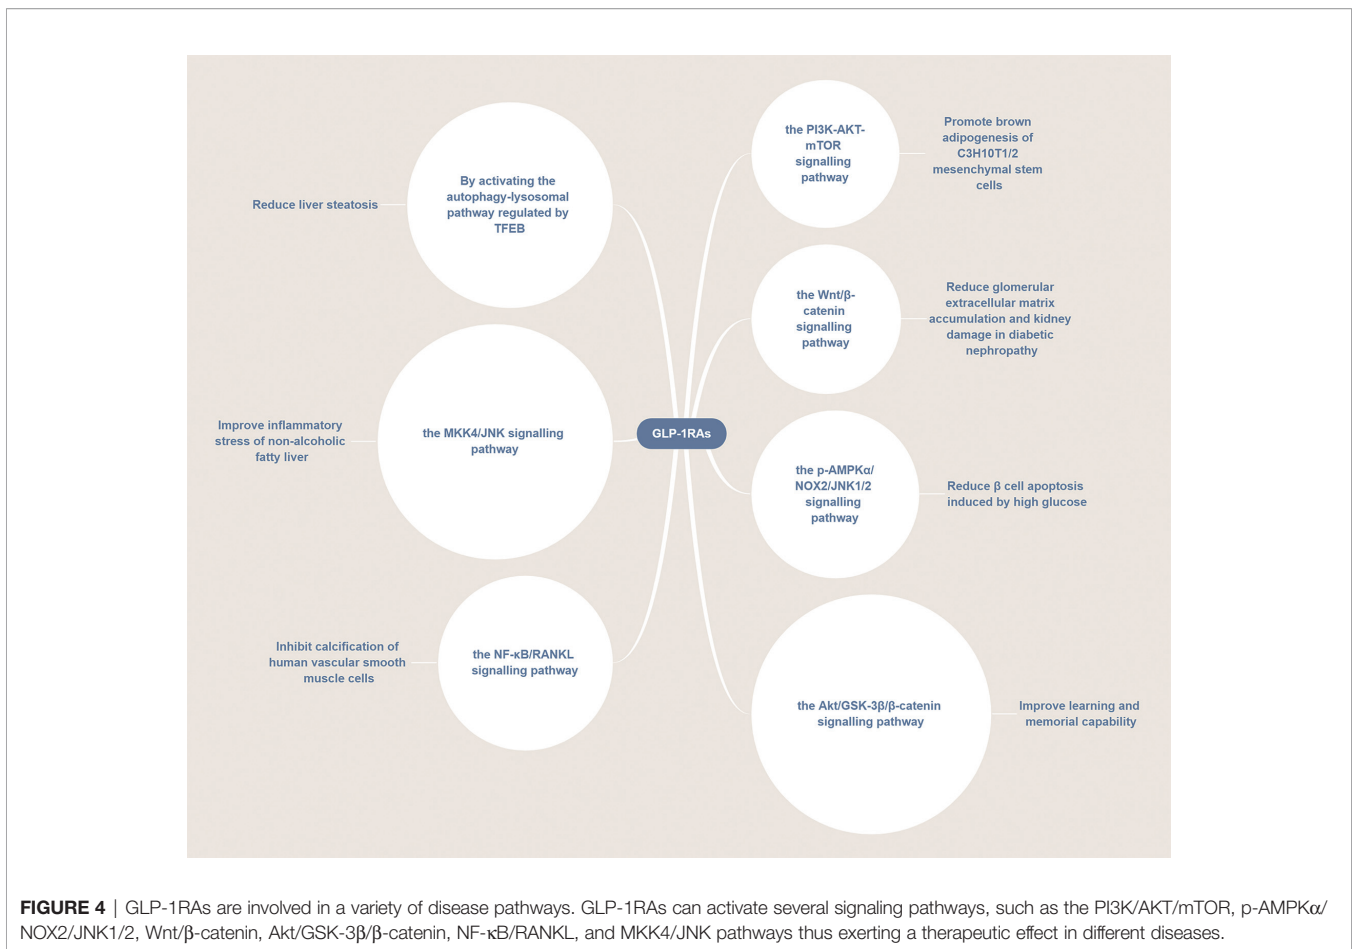 Reduce liver steatosis
By activating the
autophagy-lysosomal
pathway regulated by
TFEB
Improve inflammatory
stress of non-alcoholic
fatty liver
the MKK4/JNK signalling
pathway
Inhibit calcification of
human vascular smooth
muscle cells
the NF-κB/RANKL
signalling pathway
GLP-1RAs
the PI3K-AKT-
mTOR
signalling
pathway
Promote brown
adipogenesis of
C3H10T1/2
mesenchymal stem
cells
the Wnt/β-
catenin
signalling
pathway
Reduce glomerular
extracellular matrix
accumulation and kidney
damage in diabetic
nephropathy
the p-AMPKα/
NOX2/JNK1/2
signalling
pathway
Reduce β cell apoptosis
induced by high glucose
the Akt/GSK-3β/β-catenin
signalling pathway
Improve learning and
memorial capability
FIGURE 4 | GLP-1RAs are involved in a variety of disease pathways. GLP-1RAs can activate several signaling pathways, such as the PI3K/AKT/mTOR, p-AMPKα/
NOX2/JNK1/2, Wnt/β-catenin, Akt/GSK-3β/β-catenin, NF-κB/RANKL, and MKK4/JNK pathways thus exerting a therapeutic effect in different diseases.